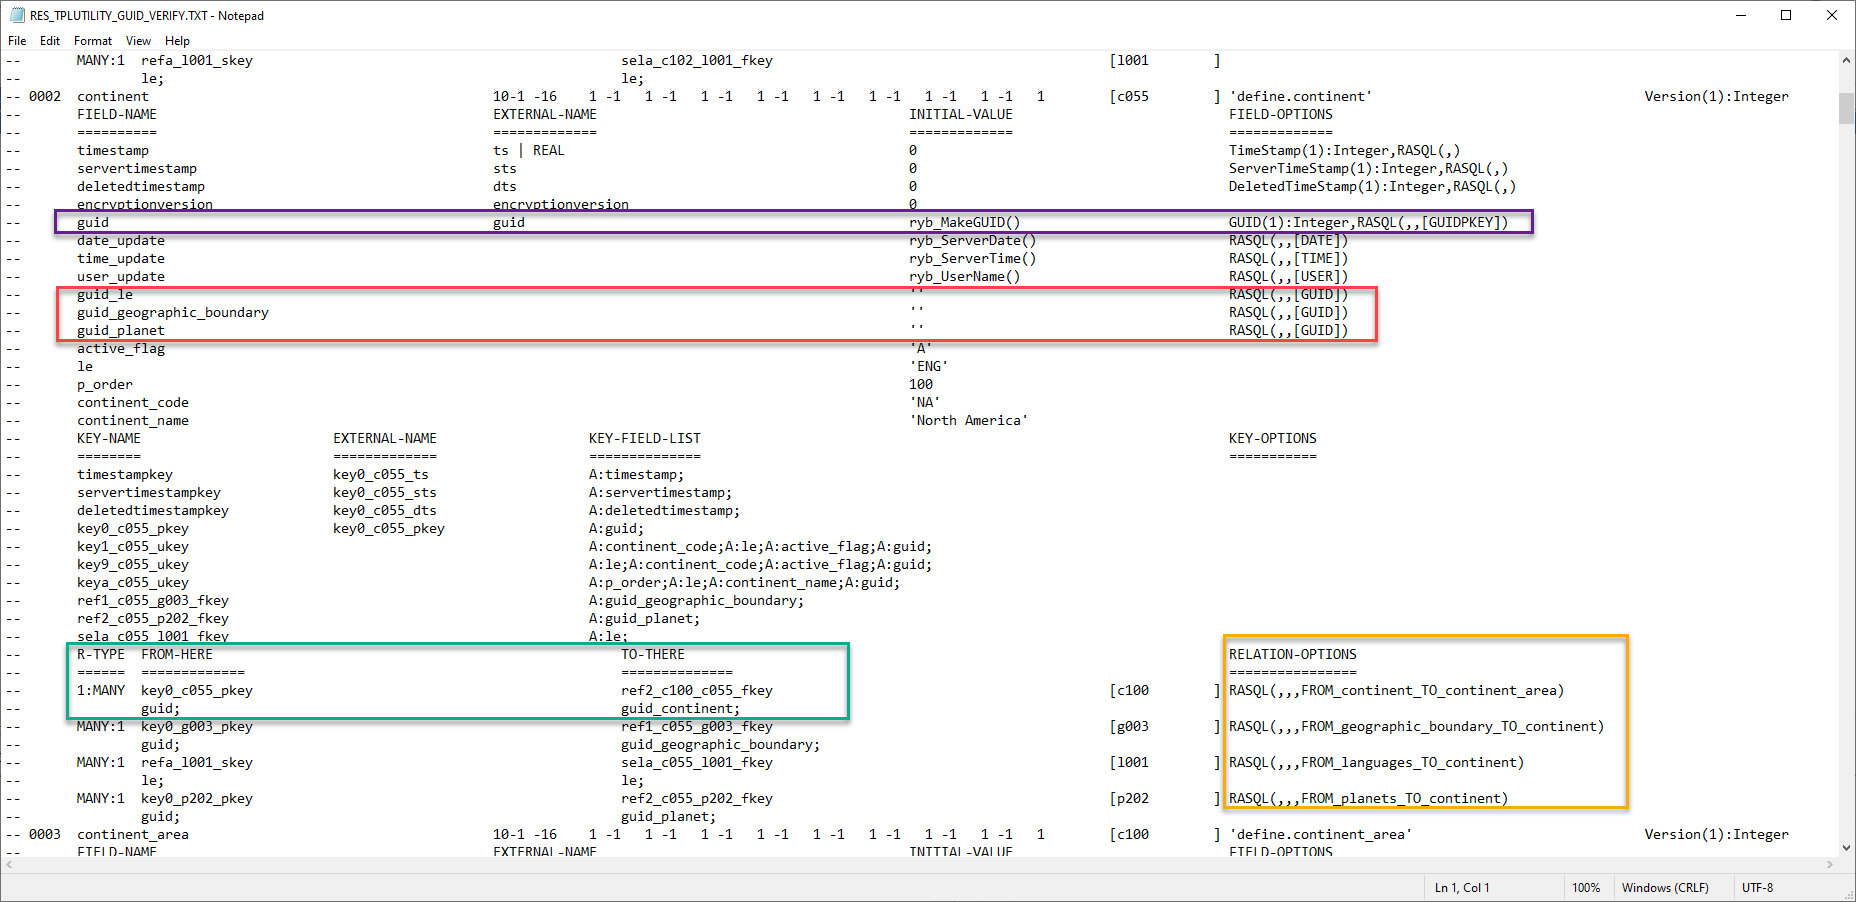 RES_TPLUTILITY_GUID_VERIFY.TXT - Notepad
File Edit Format View Help
-- MANY:1 refa_l001_skey sela_c102_l001_fkey [l001 ]
-- le; le;
-- 0002 continent 10-1 -16 1 -1 1 -1 1 -1 1 -1 1 -1 1 -1 1 -1 1 -1 1 [c055 ] 'define.continent' Version(1):Integer
-- FIELD-NAME EXTERNAL-NAME INITIAL-VALUE FIELD-OPTIONS
-- ========== ============= ============= =============
-- timestamp ts | REAL 0 TimeStamp(1):Integer,RASQL(,)
-- servertimestamp sts 0 ServerTimeStamp(1):Integer,RASQL(,)
-- deletedtimestamp dts 0 DeletedTimeStamp(1):Integer,RASQL(,)
-- encryptionversion encryptionversion 0
-- guid guid ryb_MakeGUID() GUID(1):Integer,RASQL(,,[GUIDPKEY])
-- date_update ryb_ServerDate() RASQL(,,[DATE])
-- time_update ryb_ServerTime() RASQL(,,[TIME])
-- user_update ryb_UserName() RASQL(,,[USER])
-- guid_le '' RASQL(,,[GUID])
-- guid_geographic_boundary '' RASQL(,,[GUID])
-- guid_planet '' RASQL(,,[GUID])
-- active_flag 'A'
-- le 'ENG'
-- p_order 100
-- continent_code 'NA'
-- continent_name 'North America'
-- KEY-NAME EXTERNAL-NAME KEY-FIELD-LIST KEY-OPTIONS
-- ======== ============= ============== ===========
-- timestampkey key0_c055_ts A:timestamp;
-- servertimestampkey key0_c055_sts A:servertimestamp;
-- deletedtimestampkey key0_c055_dts A:deletedtimestamp;
-- key0_c055_pkey key0_c055_pkey A:guid;
-- key1_c055_ukey A:continent_code;A:le;A:active_flag;A:guid;
-- key9_c055_ukey A:le;A:continent_code;A:active_flag;A:guid;
-- keya_c055_ukey A:p_order;A:le;A:continent_name;A:guid;
-- ref1_c055_g003_fkey A:guid_geographic_boundary;
-- ref2_c055_p202_fkey A:guid_planet;
-- sela_c055_l001_fkey A:le;
-- R-TYPE FROM-HERE TO-THERE RELATION-OPTIONS
-- ====== ============= ============== ================
-- 1:MANY key0_c055_pkey ref2_c100_c055_fkey [c100 ] RASQL(,,,FROM_continent_TO_continent_area)
-- guid; guid_continent;
-- MANY:1 key0_g003_pkey ref1_c055_g003_fkey [g003 ] RASQL(,,,FROM_geographic_boundary_TO_continent)
-- guid; guid_geographic_boundary;
-- MANY:1 refa_l001_skey sela_c055_l001_fkey [l001 ] RASQL(,,,FROM_languages_TO_continent)
-- le; le;
-- MANY:1 key0_p202_pkey ref2_c055_p202_fkey [p202 ] RASQL(,,,FROM_planets_TO_continent)
-- guid; guid_planet;
-- 0003 continent_area 10-1 -16 1 -1 1 -1 1 -1 1 -1 1 -1 1 -1 1 -1 1 -1 1 [c100 ] 'define.continent_area' Version(1):Integer
-- FIELD-NAME EXTERNAL-NAME INITIAL-VALUE FIELD-OPTIONS
Ln 1, Col 1 100% Windows (CRLF) UTF-8